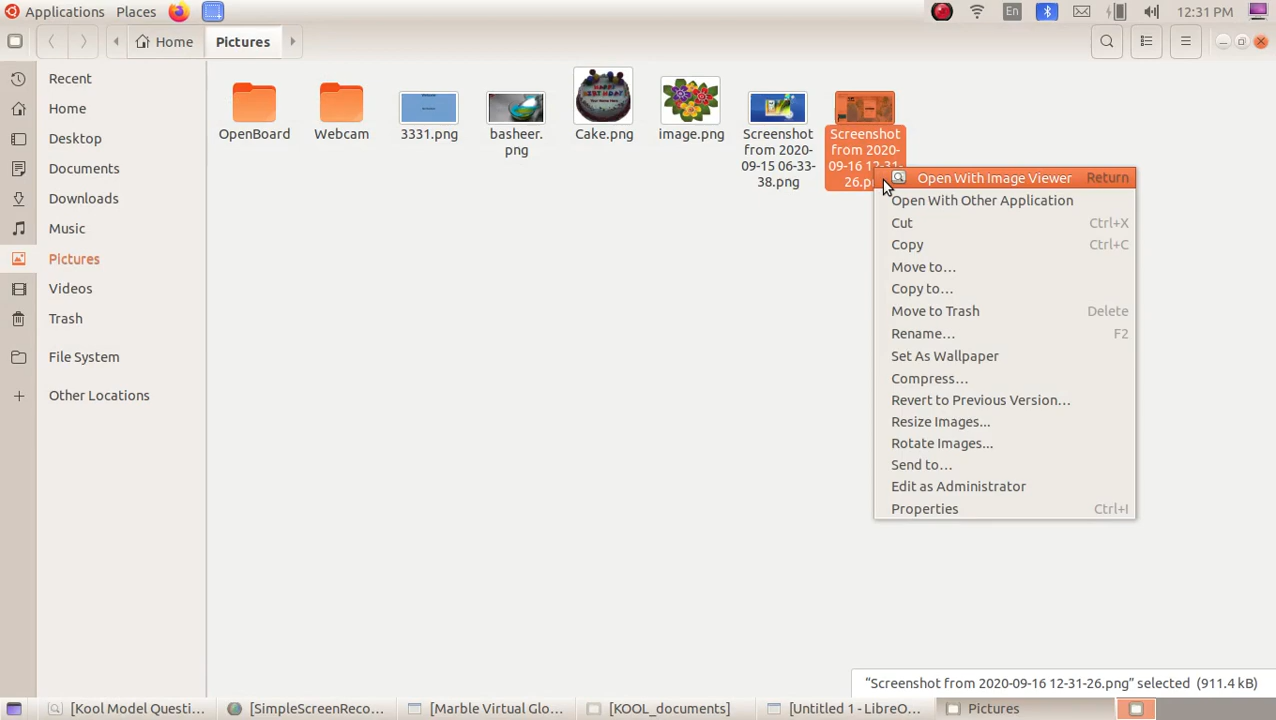 Applications Places En 12:31 PM
Home Pictures
Recent
Home
Desktop
Documents
Downloads
Music
Pictures
Videos
Trash
File System
Other Locations
OpenBoard
Webcam
3331.png
basheer.
png
Cake.png
HAPPY
BIRTHDAY
image.png
Screenshot
from 2020-
09-15 06-33-
38.png
Screenshot
from 2020-
09-16 12-31-
Open With Image Viewer Return
Open With Other Application
Cut Ctrl+X
Copy Ctrl+C
Move to…
Copy to…
Move to Trash Delete
Rename… F2
Set As Wallpaper
Compress…
Revert to Previous Version…
Resize Images...
Rotate Images...
Send to…
Edit as Administrator
Properties Ctrl+I
“Screenshot from 2020-09-16 12-31-26.png” selected (911.4 kB)
[Kool Model Questi... [SimpleScreenReco... [Marble Virtual Glo... [KOOL_documents] [Untitled 1 - LibreO... Pictures